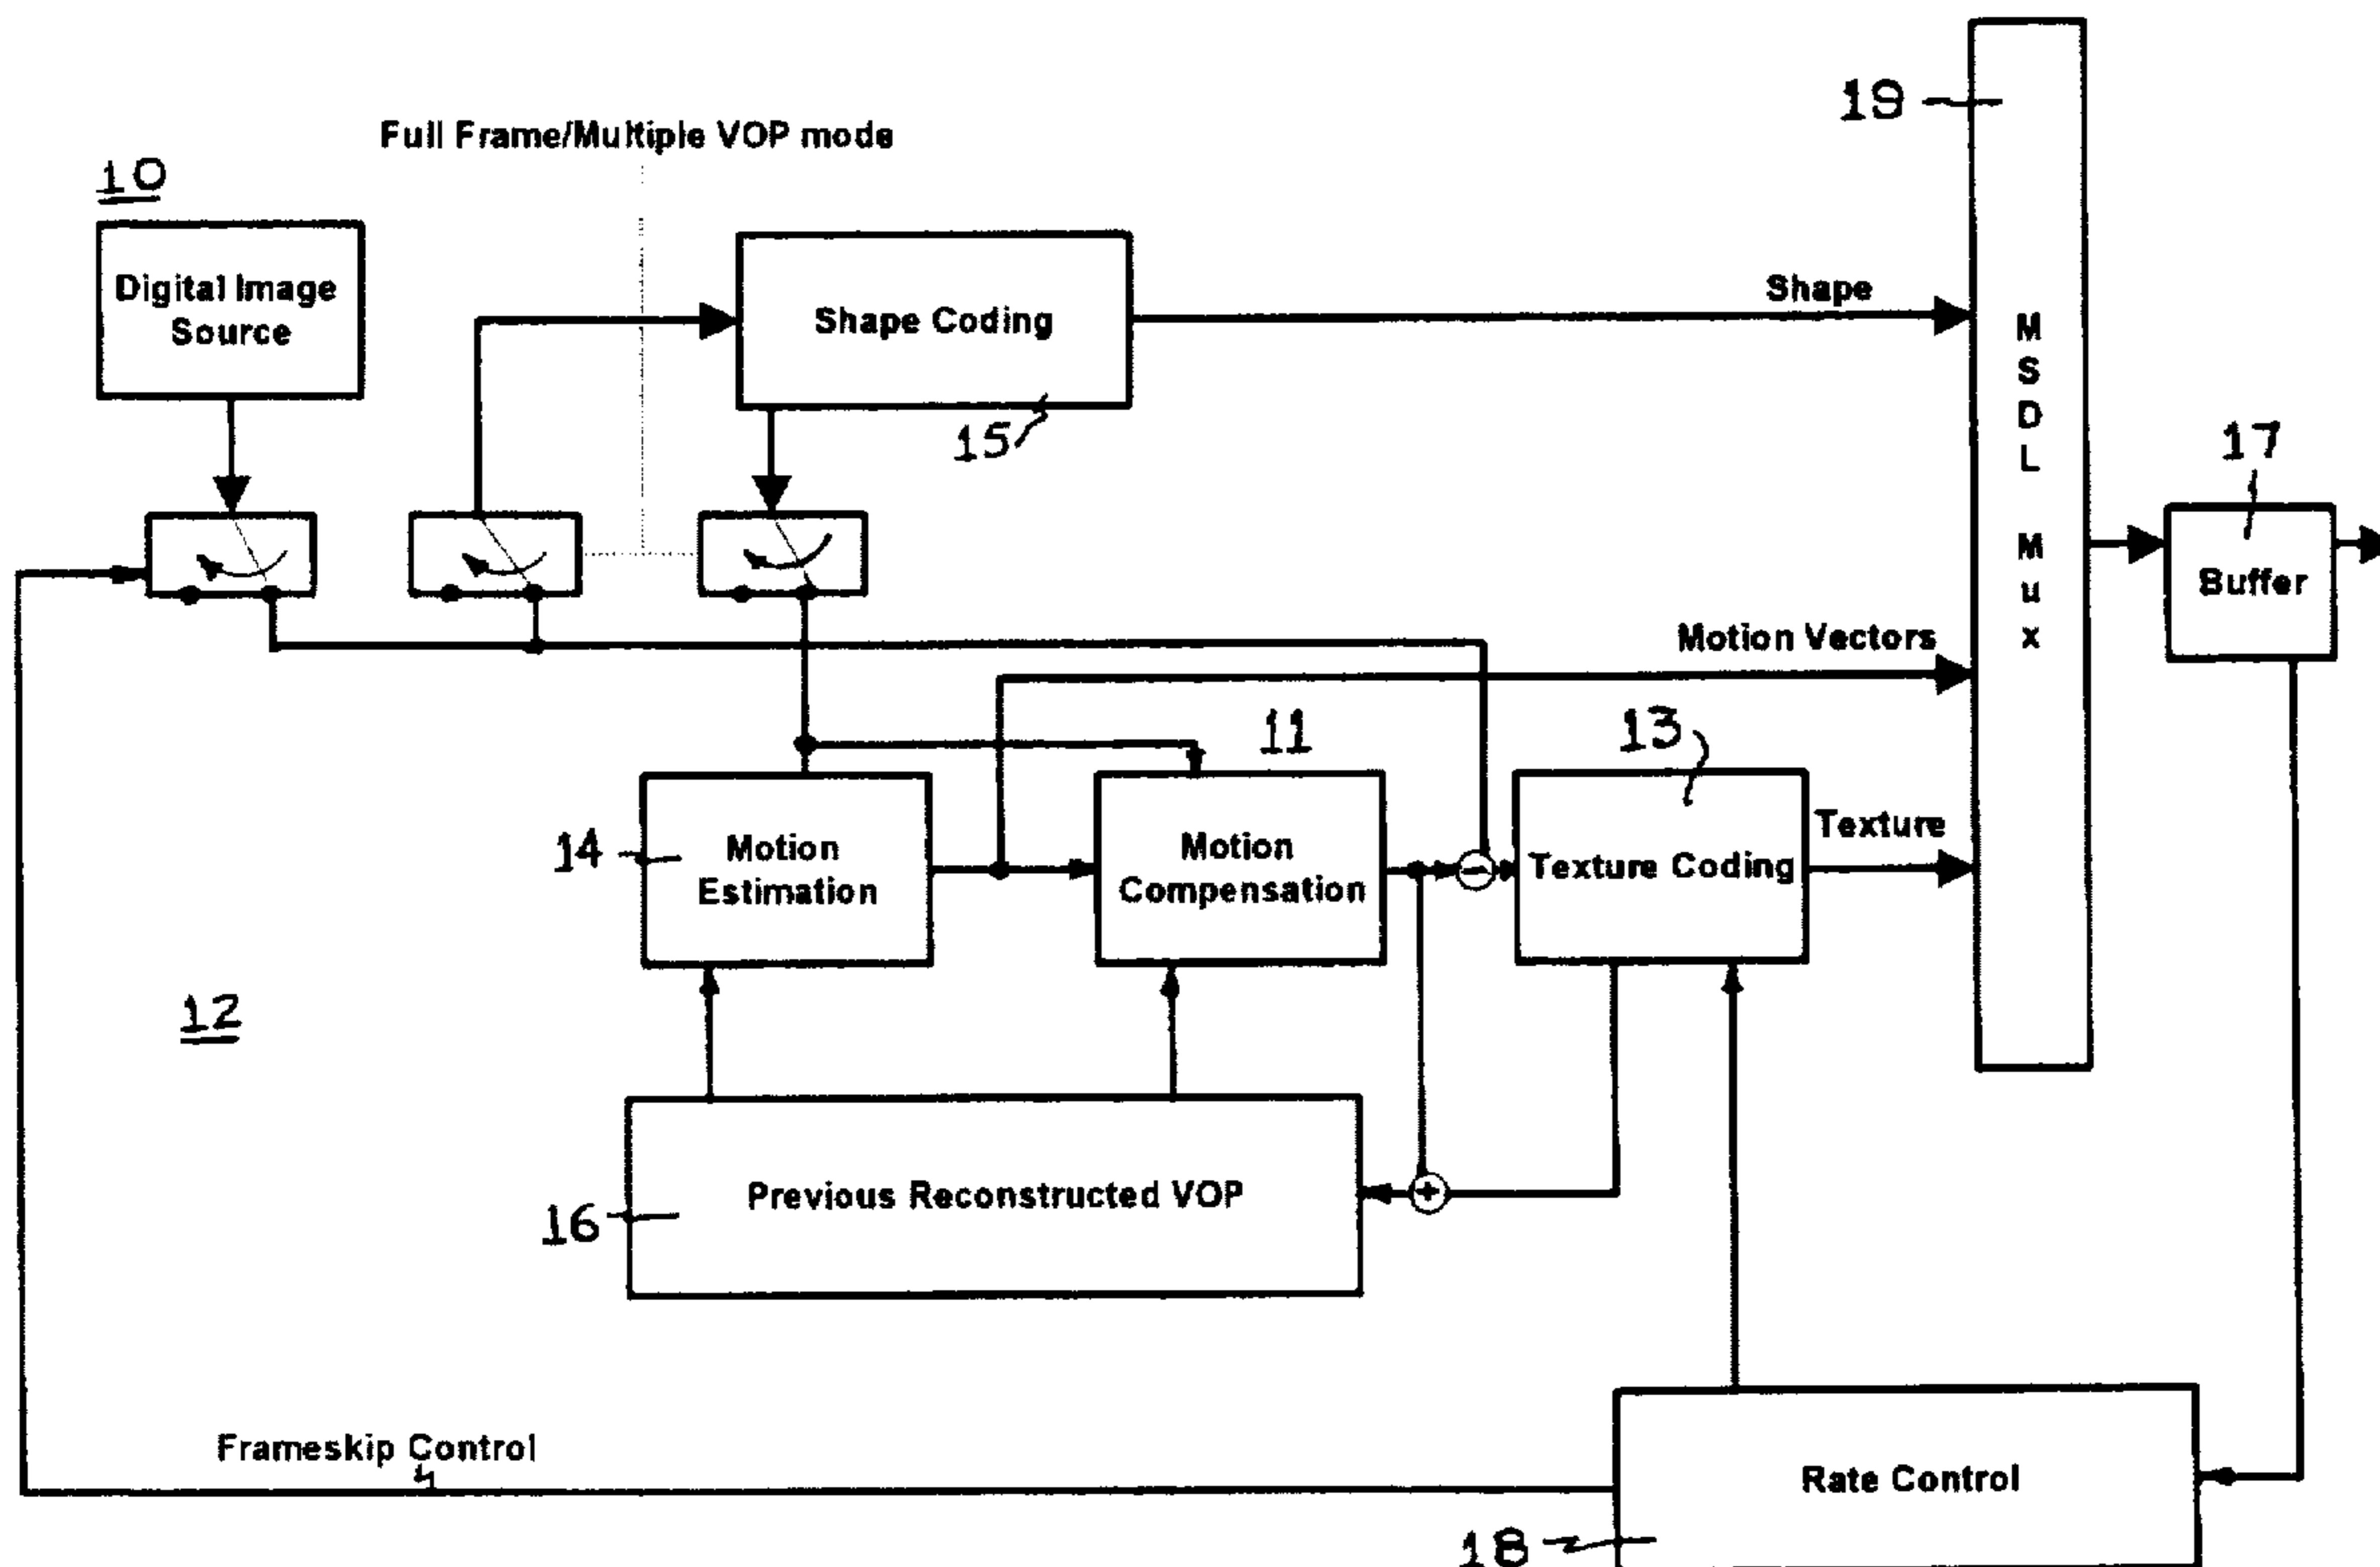 19
Full Frame/Multiple VOP mode
10
Digital Image
Source
Shape Coding
15
Shape
M
S
D
L
M
u
x
17
Buffer
Motion Vectors
11
13
14
Motion
Estimation
Motion
Compensation
−
Texture Coding
Texture
12
16
Previous Reconstructed VOP
+
Frameskip Control
Rate Control
18